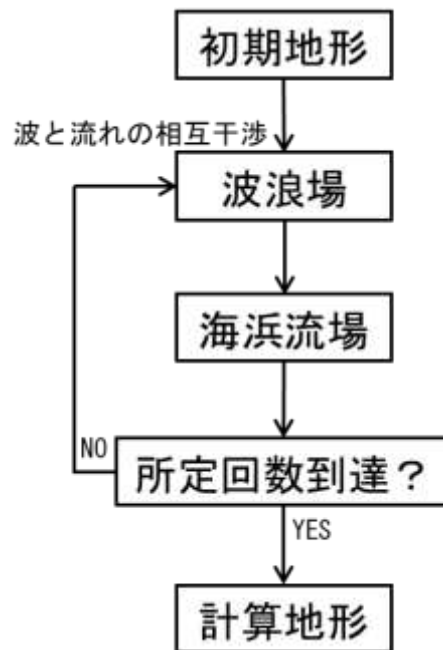 初期地形
波と流れの相互干渉
波浪場
海浜流場
NO
所定回数到達？
YES
計算地形